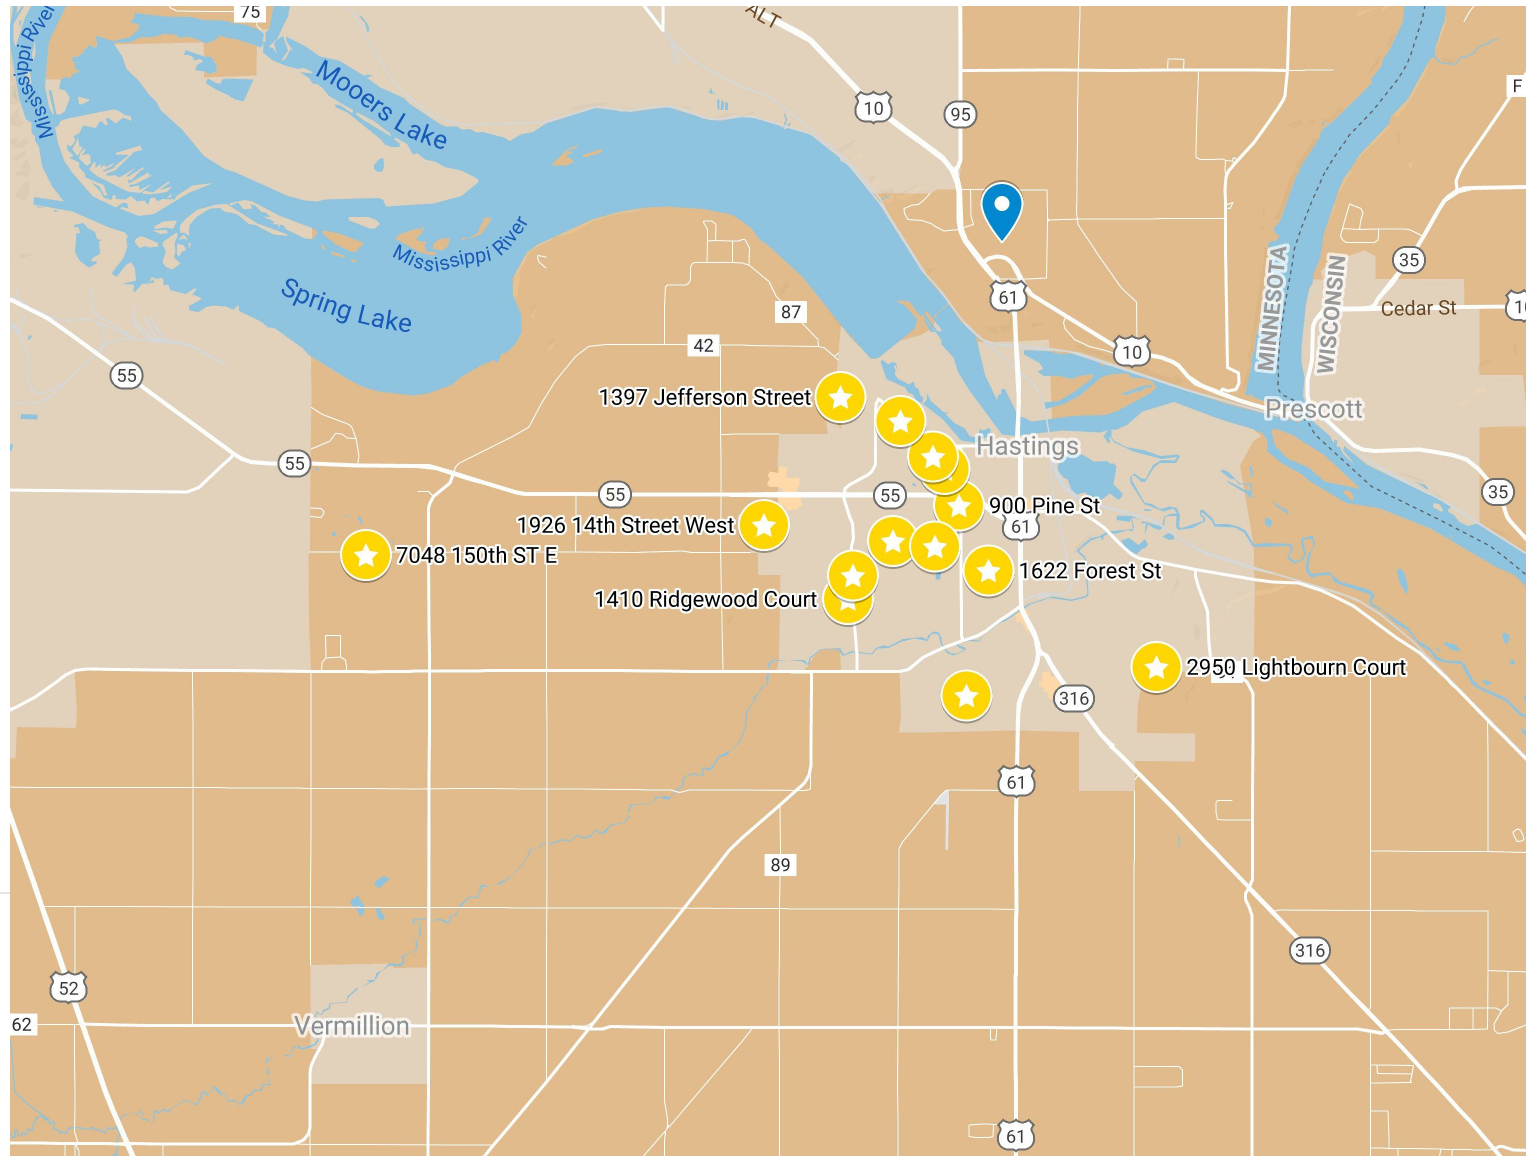 75
ALT
Mississippi River
Mooers Lake
10
95
F
Mississippi River
35
MINNESOTA
WISCONSIN
Spring Lake
61
87
Cedar St
10
42
10
55
1397 Jefferson Street
Prescott
Hastings
55
55
55
35
900 Pine St
1926 14th Street West
61
7048 150th ST E
1622 Forest St
1410 Ridgewood Court
2950 Lightbourn Court
316
61
89
316
52
62
Vermillion
61